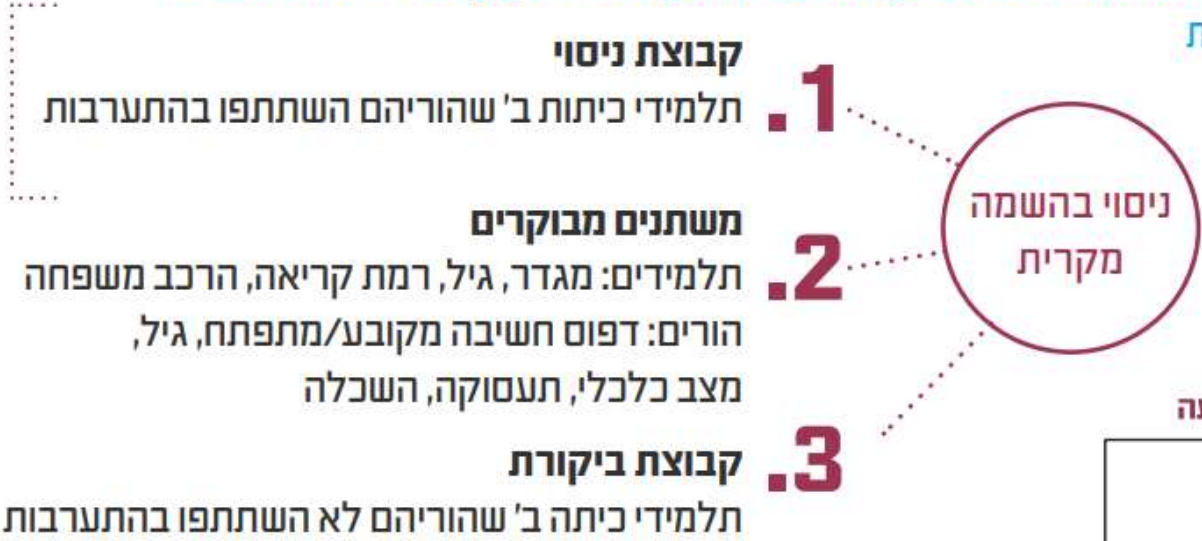 ניסוי בהשמה
מקרית
1.
קבוצת ניסוי
תלמידי כיתות ב' שהוריהם השתתפו בהתערבות
2.
משתנים מבוקרים
תלמידים: מגדר, גיל, רמת קריאה, הרכב משפחה
הורים: דפוס חשיבה מקובע/מתפתח, גיל,
מצב כלכלי, תעסוקה, השכלה
3.
קבוצת ביקורת
תלמידי כיתה ב' שהוריהם לא השתתפו בהתערבות